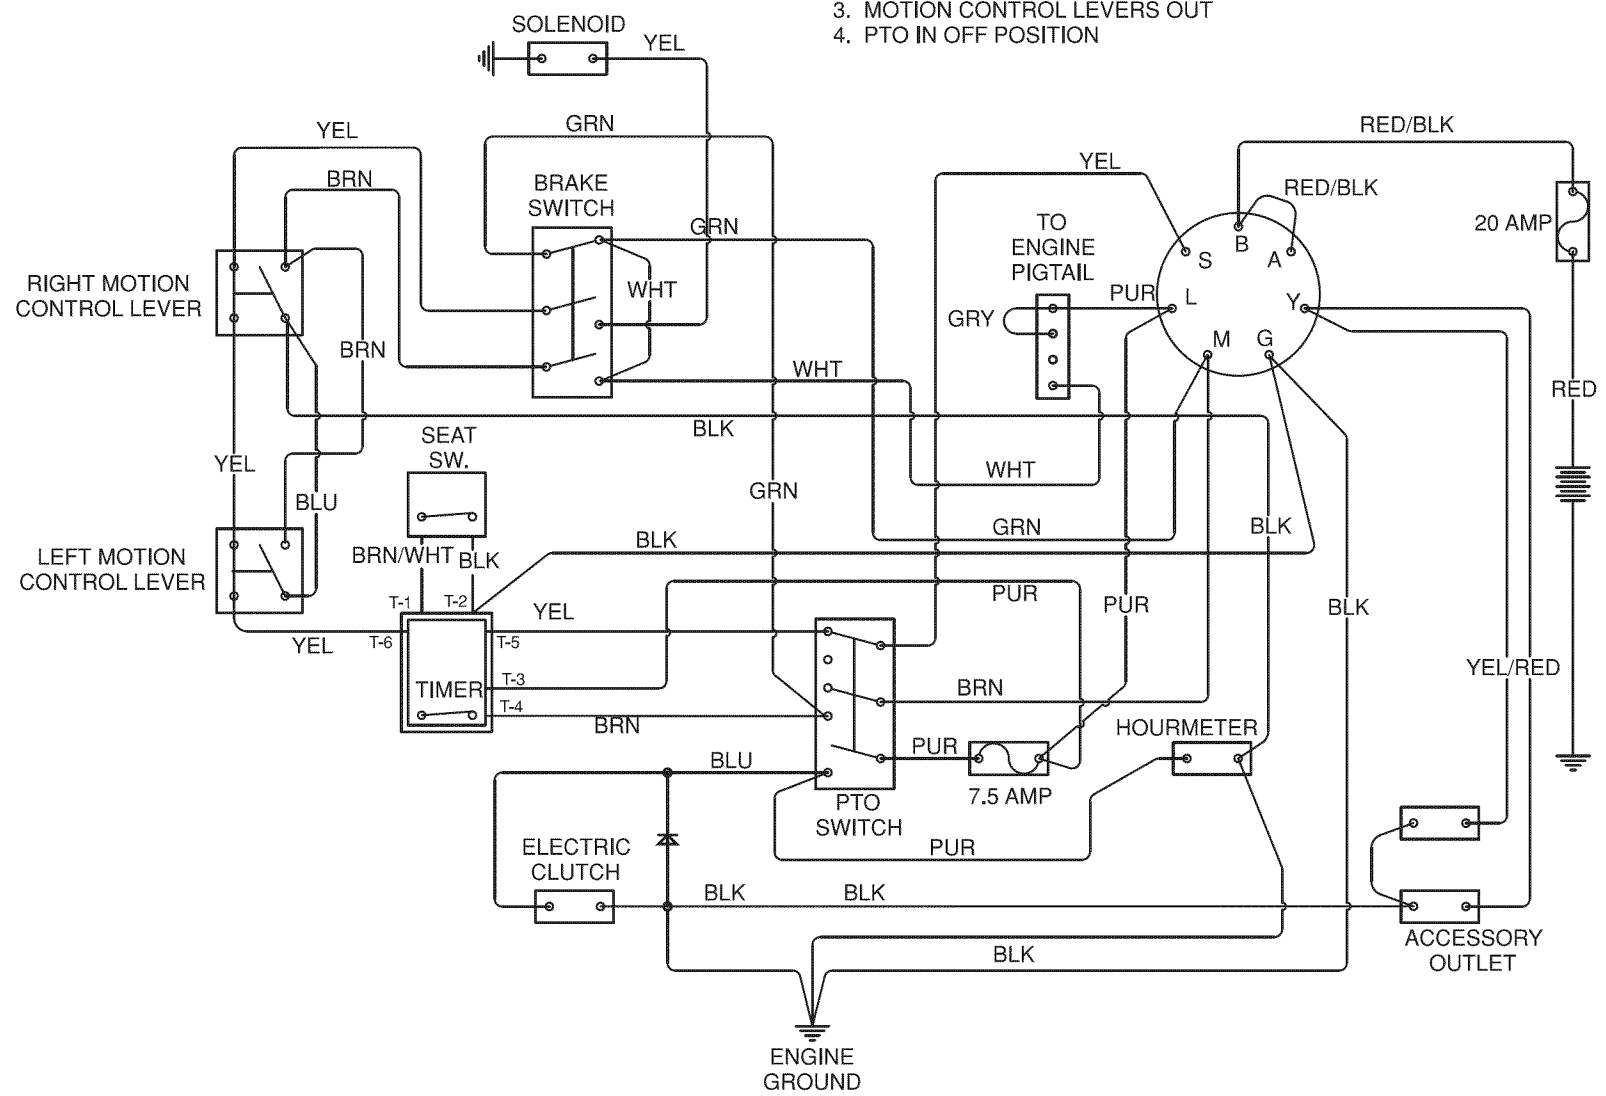 3. MOTION CONTROL LEVERS OUT
4. PTO IN OFF POSITION
SOLENOID
YEL
GRN
YEL
RED/BLK
YEL
BRN
BRAKE
SWITCH
RED/BLK
TO
ENGINE
PIGTAIL
20 AMP
GRN
B
S
A
RIGHT MOTION
CONTROL LEVER
WHT
PUR
L
Y
GRY
M
G
BRN
WHT
RED
BLK
SEAT
SW.
YEL
WHT
GRN
BLU
GRN
BLK
BLK
BRN/WHT
BLK
LEFT MOTION
CONTROL LEVER
PUR
T-1
T-2
YEL
PUR
BLK
YEL
T-6
T-5
YEL/RED
T-3
TIMER
BRN
T-4
BRN
HOURMETER
PUR
BLU
7.5 AMP
PTO
SWITCH
ELECTRIC
CLUTCH
PUR
BLK
BLK
ACCESSORY
OUTLET
BLK
ENGINE
GROUND